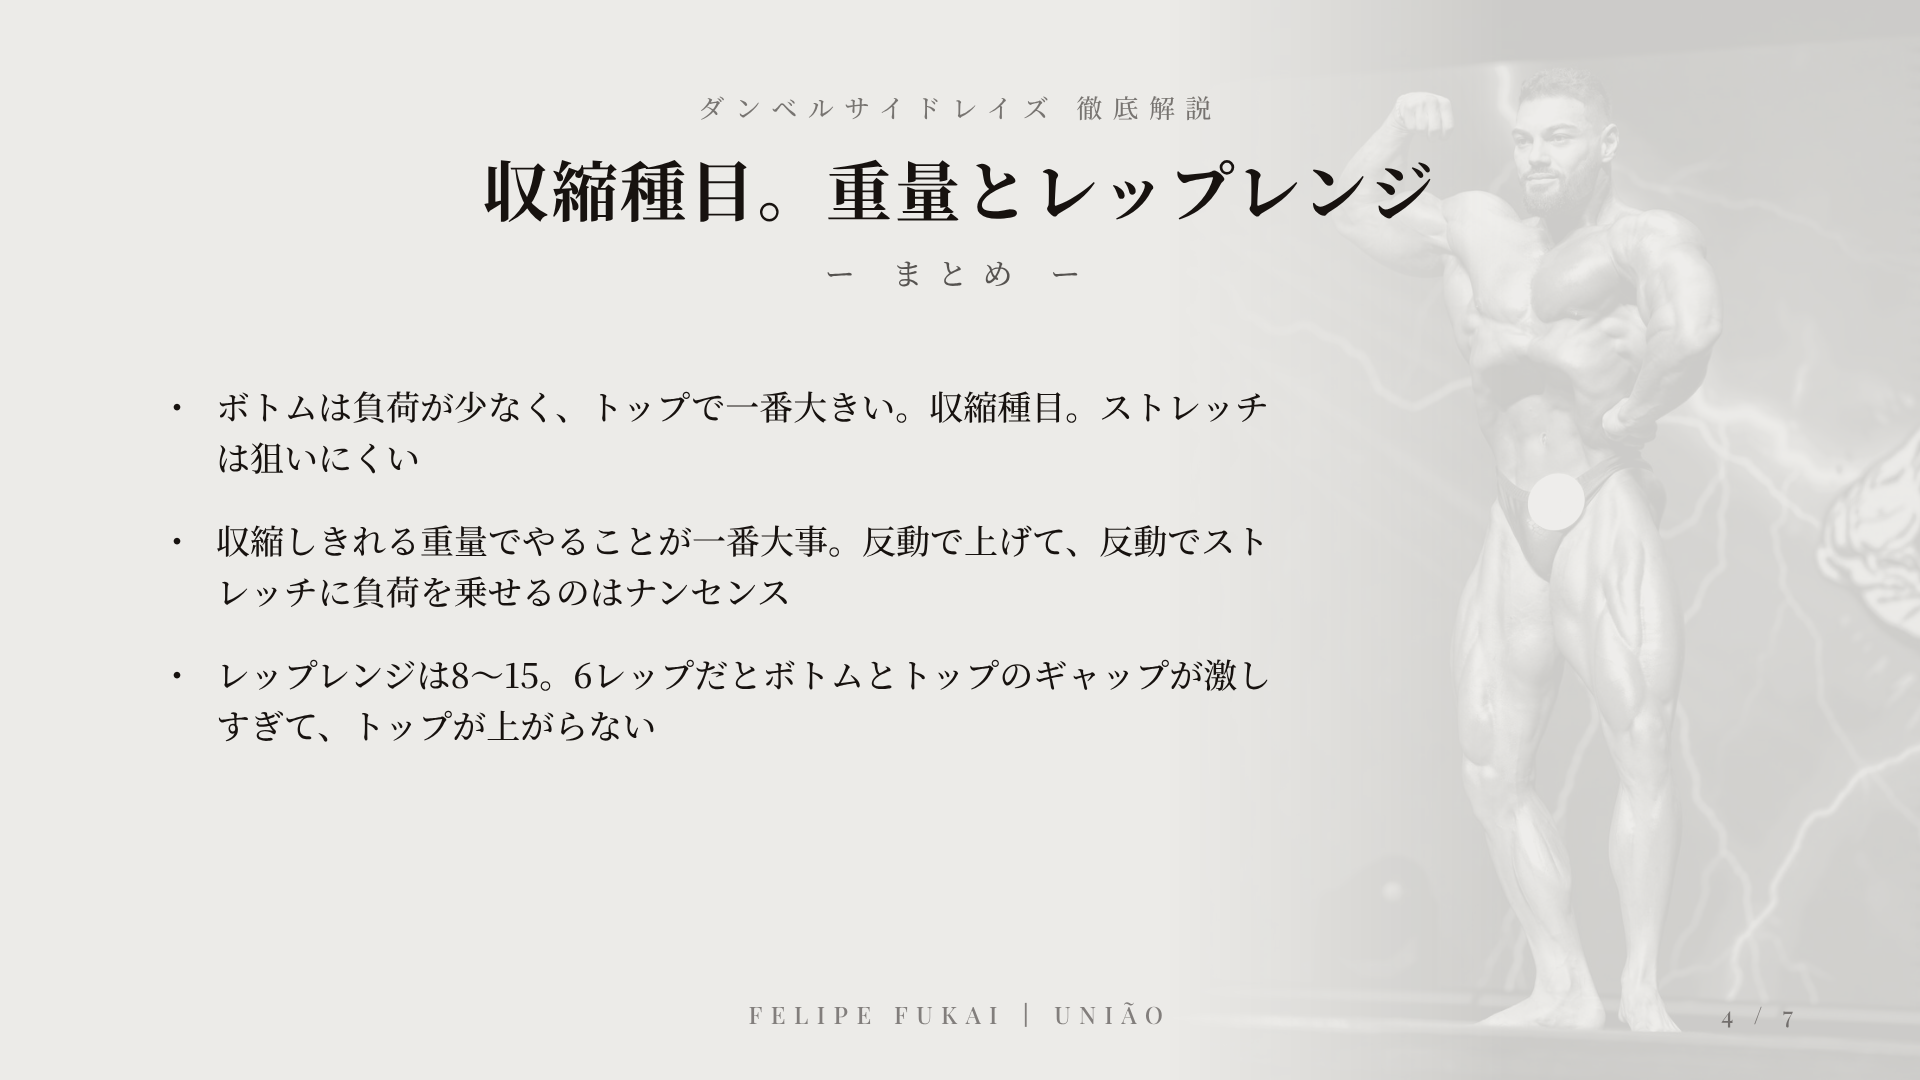 ダンベルサイドレイズ 徹底解説
収縮種目。重量とレップレンジ
ー まとめ ー
・ ボトムは負荷が少なく、トップで一番大きい。収縮種目。ストレッチ
は狙いにくい
・ 収縮しきれる重量でやることが一番大事。反動で上げて、反動でスト
レッチに負荷を乗せるのはナンセンス
・ レップレンジは8〜15。6レップだとボトムとトップのギャップが激し
すぎて、トップが上がらない
FELIPE FUKAI | UNIÃO
4 / 7